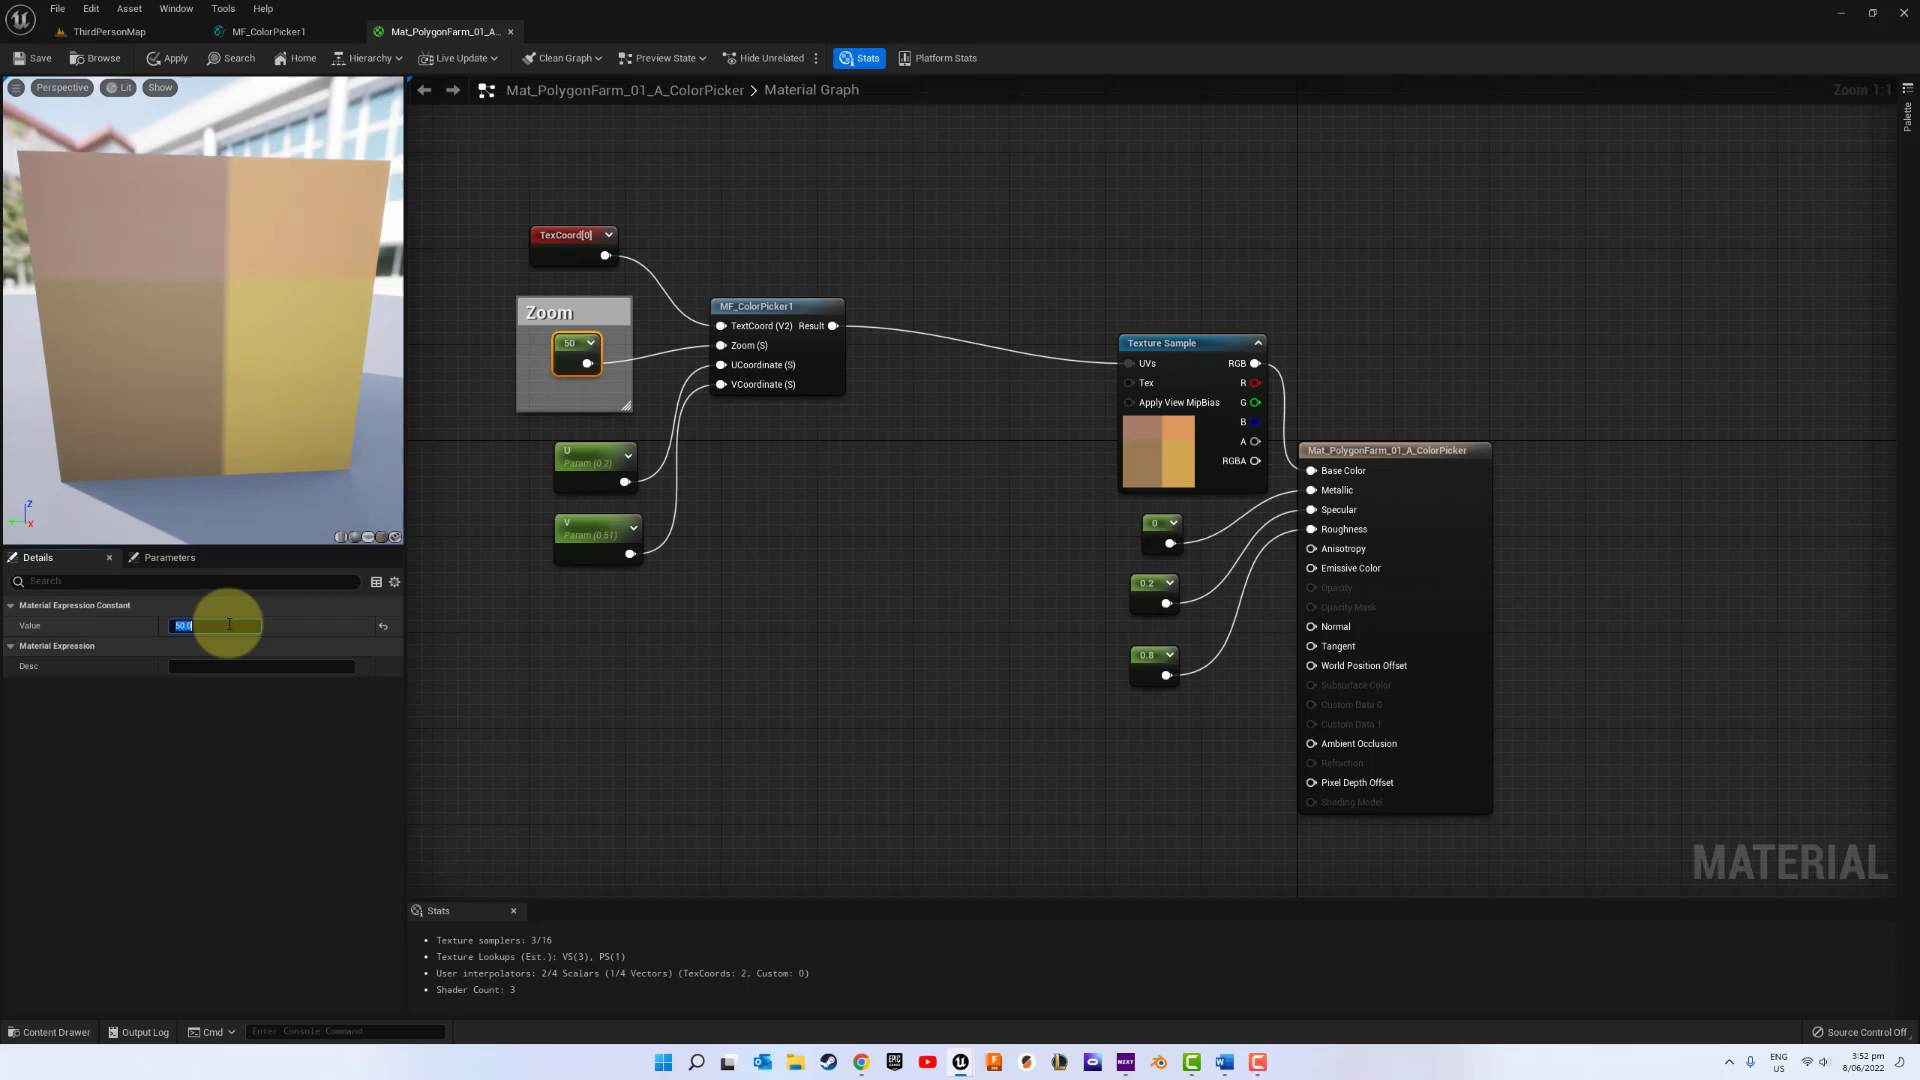 File Edit Asset Window Tools Help
ThirdPersonMap MF_ColorPicker1 Mat_PolygonFarm_01_A...
Save Browse Apply Search Home Hierarchy Live Update Clean Graph Preview State Hide Unrelated Stats Platform Stats
Perspective Lit Show
Mat_PolygonFarm_01_A_ColorPicker > Material Graph
Zoom 1:1
Palette
TexCoord[0]
Zoom
50
MF_ColorPicker1
TextCoord (V2) Result
Zoom (S)
UCoordinate (S)
VCoordinate (S)
U
Param (0.2)
V
Param (0.51)
Texture Sample
UVs RGB
Tex R
Apply View MipBias G
B
A
RGBA
0
0.2
0.8
Mat_PolygonFarm_01_A_ColorPicker
Base Color
Metallic
Specular
Roughness
Anisotropy
Emissive Color
Opacity
Opacity Mask
Normal
Tangent
World Position Offset
Subsurface Color
Custom Data 0
Custom Data 1
Ambient Occlusion
Refraction
Pixel Depth Offset
Shading Model
MATERIAL
Z
X
Details Parameters
Search
Material Expression Constant
Value 50.0
Material Expression
Desc
Stats
Texture samplers: 3/16
Texture Lookups (Est.): VS(3), PS(1)
User interpolators: 2/4 Scalars (1/4 Vectors) (TexCoords: 2, Custom: 0)
Shader Count: 3
Content Drawer Output Log Cmd Enter Console Command Source Control Off
ENG
US
3:52 pm
8/06/2022